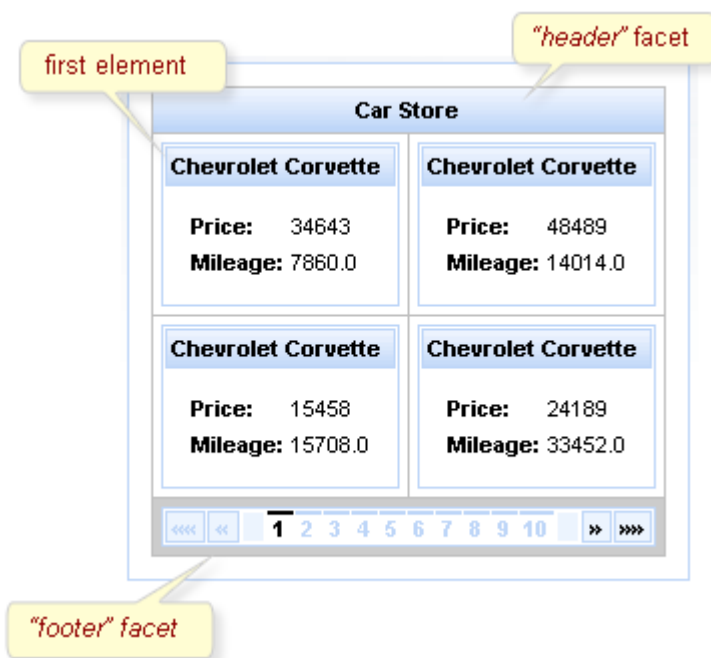 "header" facet
first element
Car Store
Chevrolet Corvette
Price: 34643
Mileage: 7860.0
Chevrolet Corvette
Price: 48489
Mileage: 14014.0
Chevrolet Corvette
Price: 15458
Mileage: 15708.0
Chevrolet Corvette
Price: 24189
Mileage: 33452.0
«« « 1 2 3 4 5 6 7 8 9 10 » »»
"footer" facet